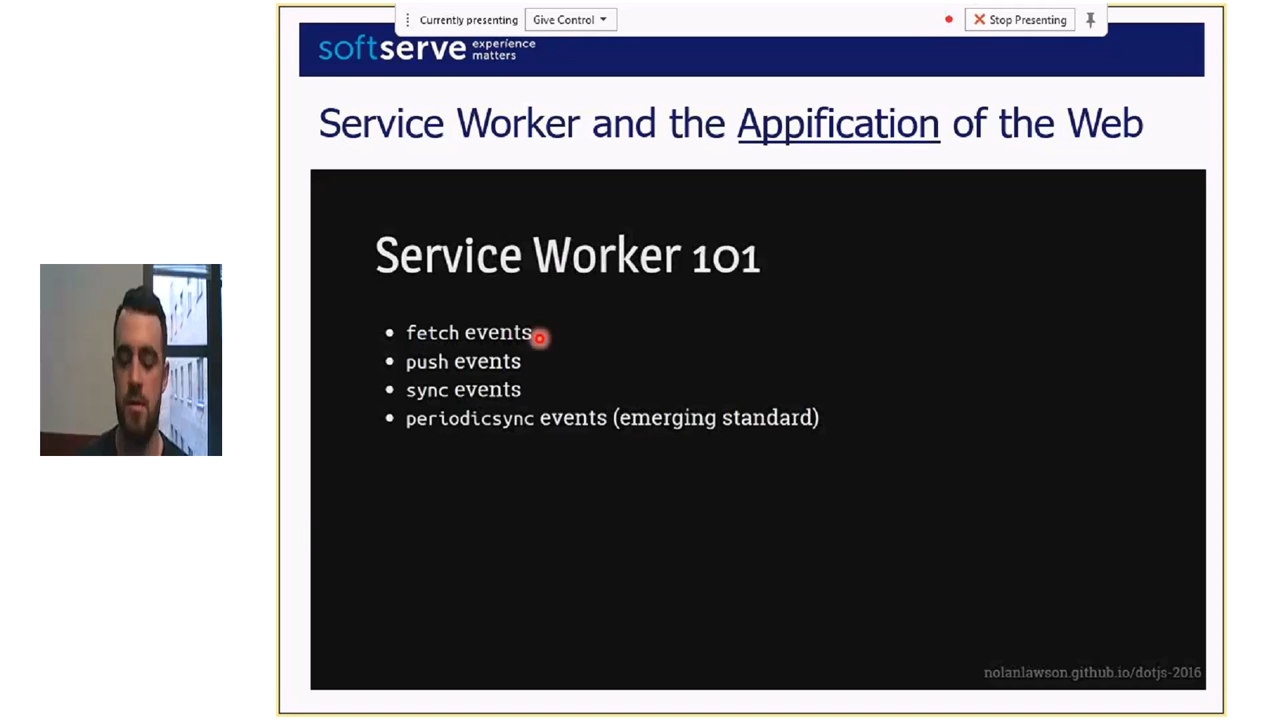 Currently presenting Give Control Stop Presenting
softserve experience matters
Service Worker and the Appification of the Web
Service Worker 101
fetch events
push events
sync events
periodicsync events (emerging standard)
nolanlawson.github.io/dotjs-2016